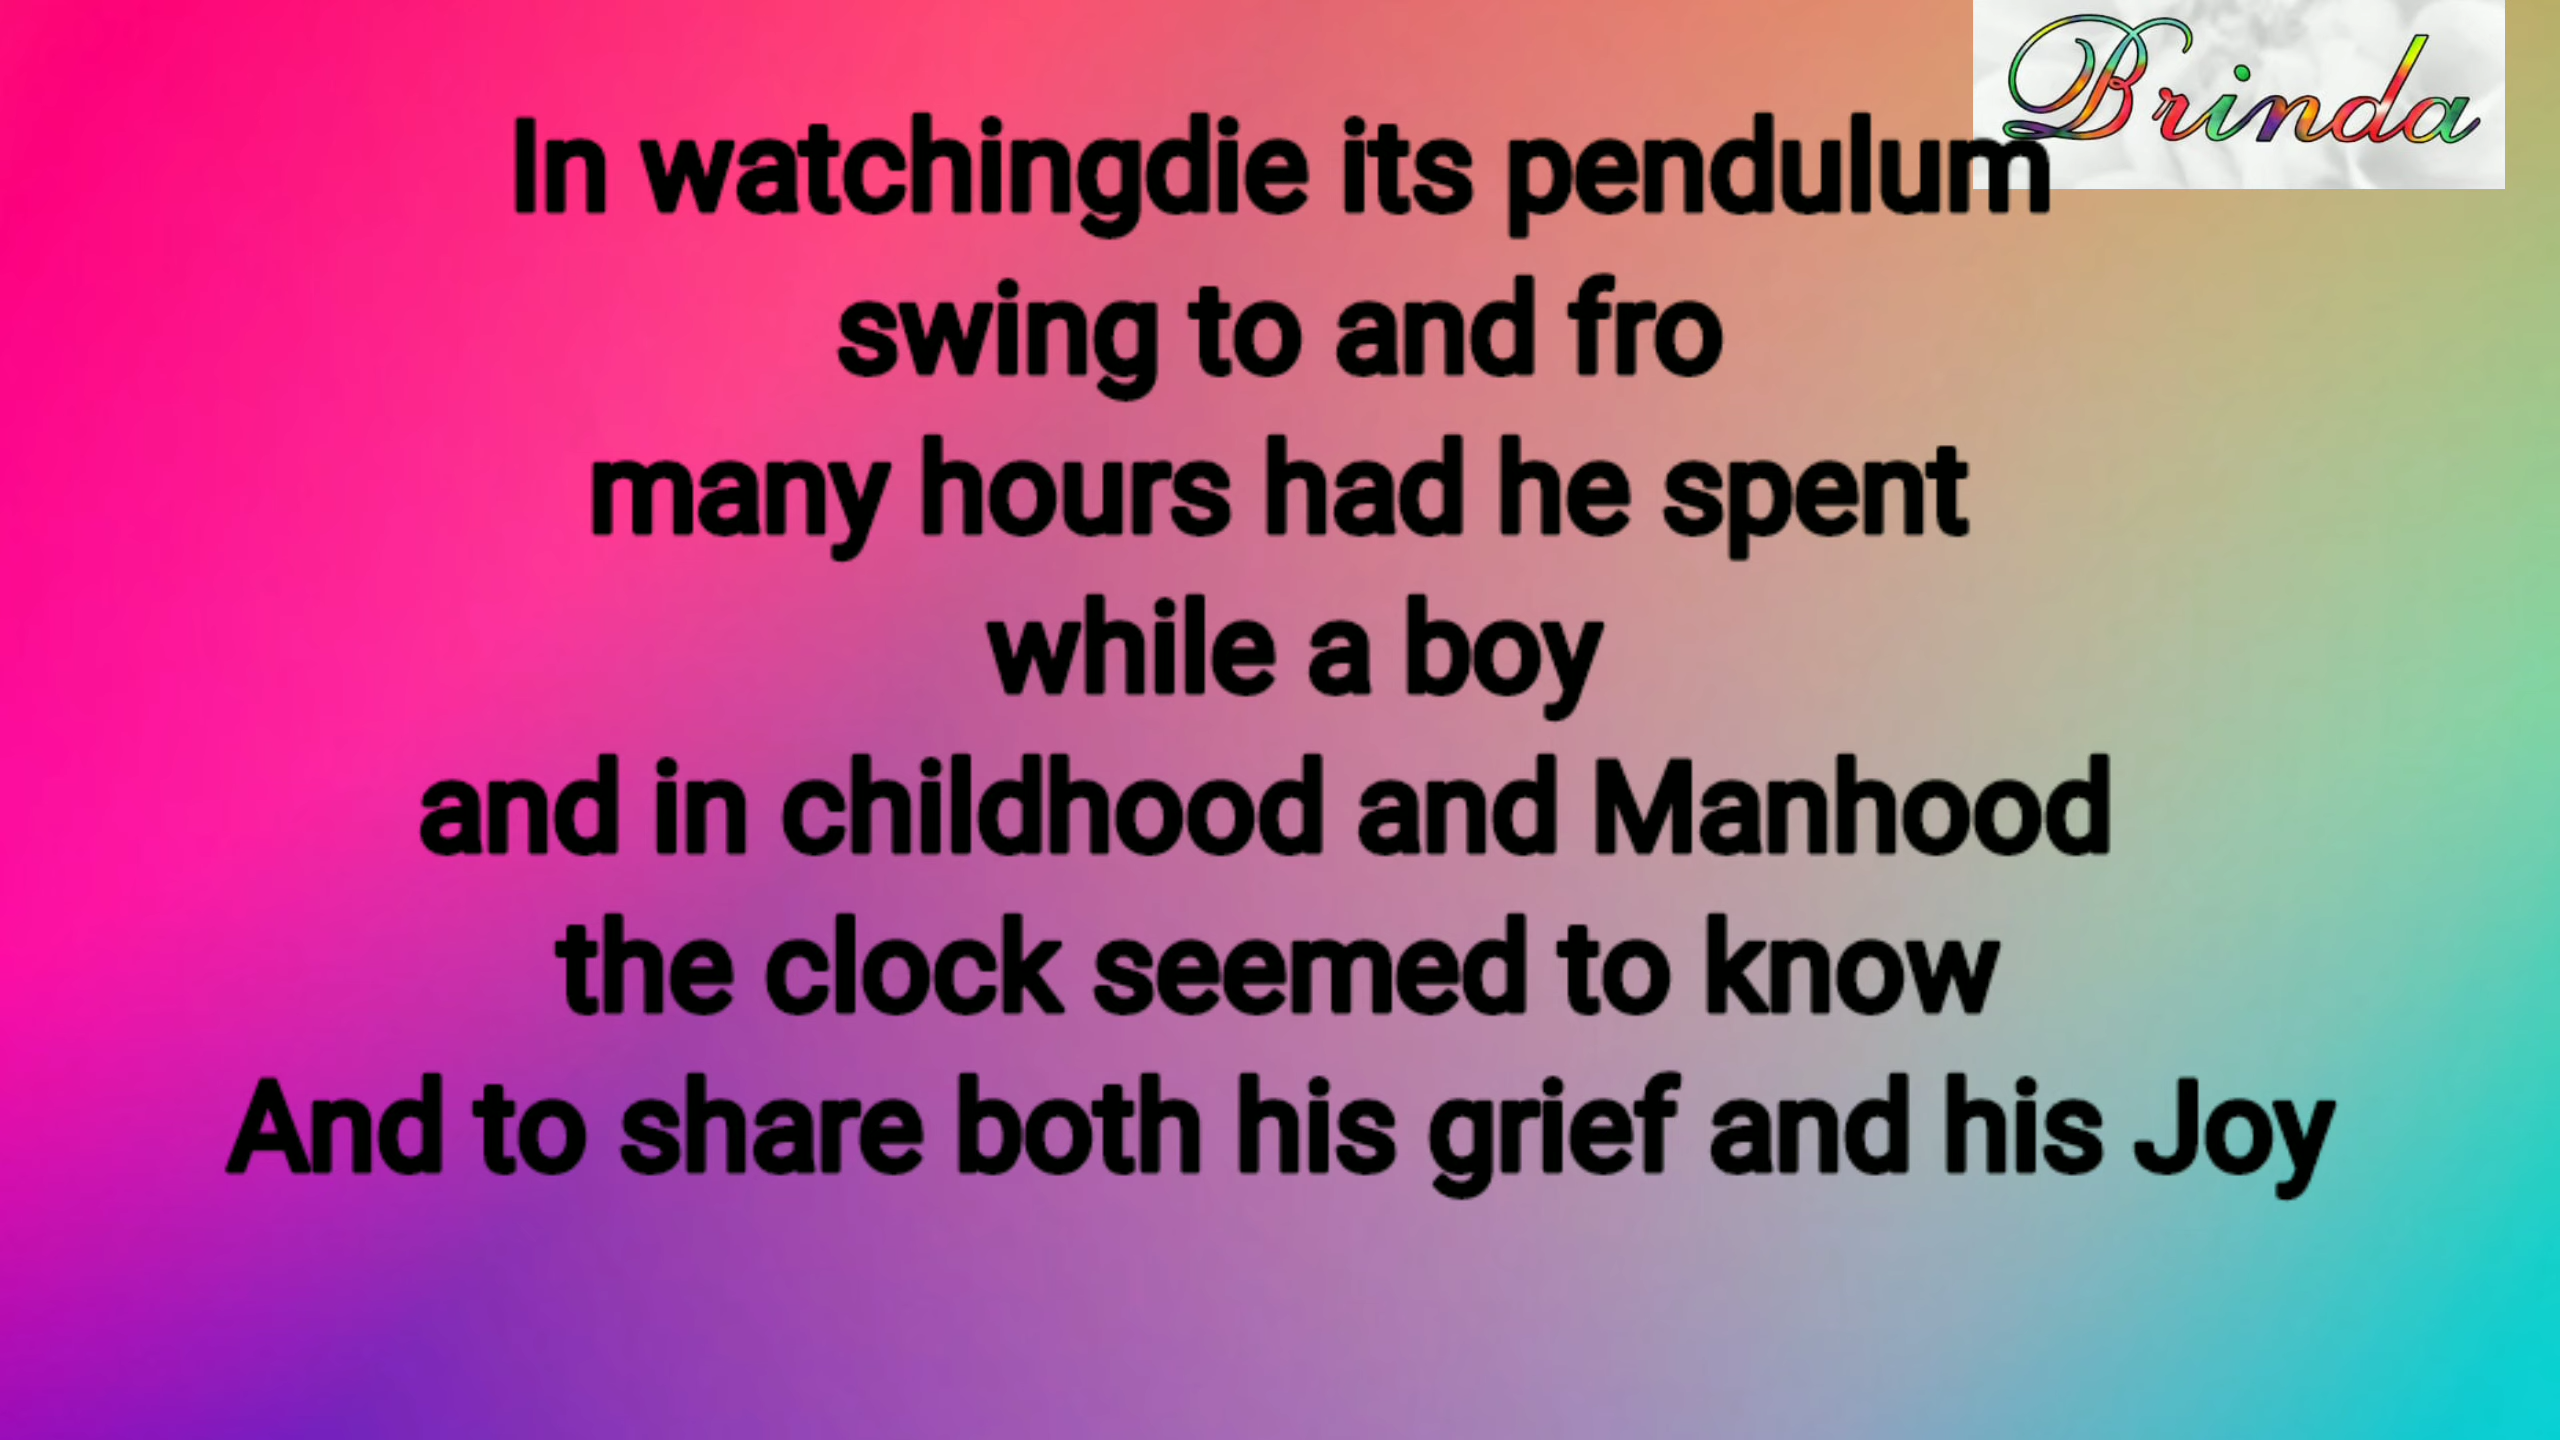 Brinda
In watchingdie its pendulum
swing to and fro
many hours had he spent
while a boy
and in childhood and Manhood
the clock seemed to know
And to share both his grief and his Joy